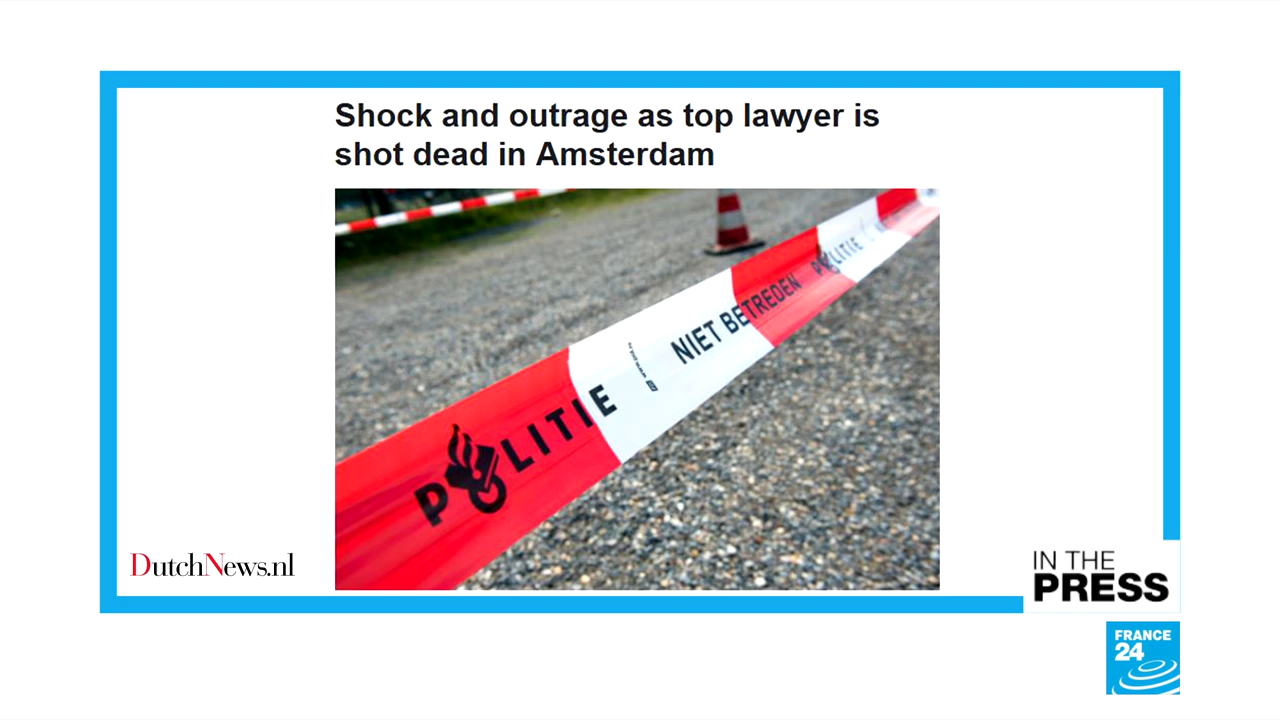 Shock and outrage as top lawyer is
shot dead in Amsterdam
POLITIE
NIET BETREDEN
POLITIE
DutchNews.nl
IN THE
PRESS
FRANCE
24